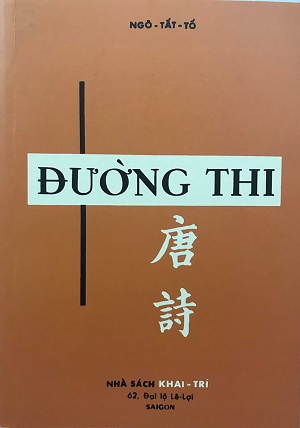 NGÔ-TẤT-TỐ
ĐƯỜNG THI
唐
詩
NHÀ SÁCH KHAI-TRÍ
62, Đại lộ Lê-Lợi
SAIGON